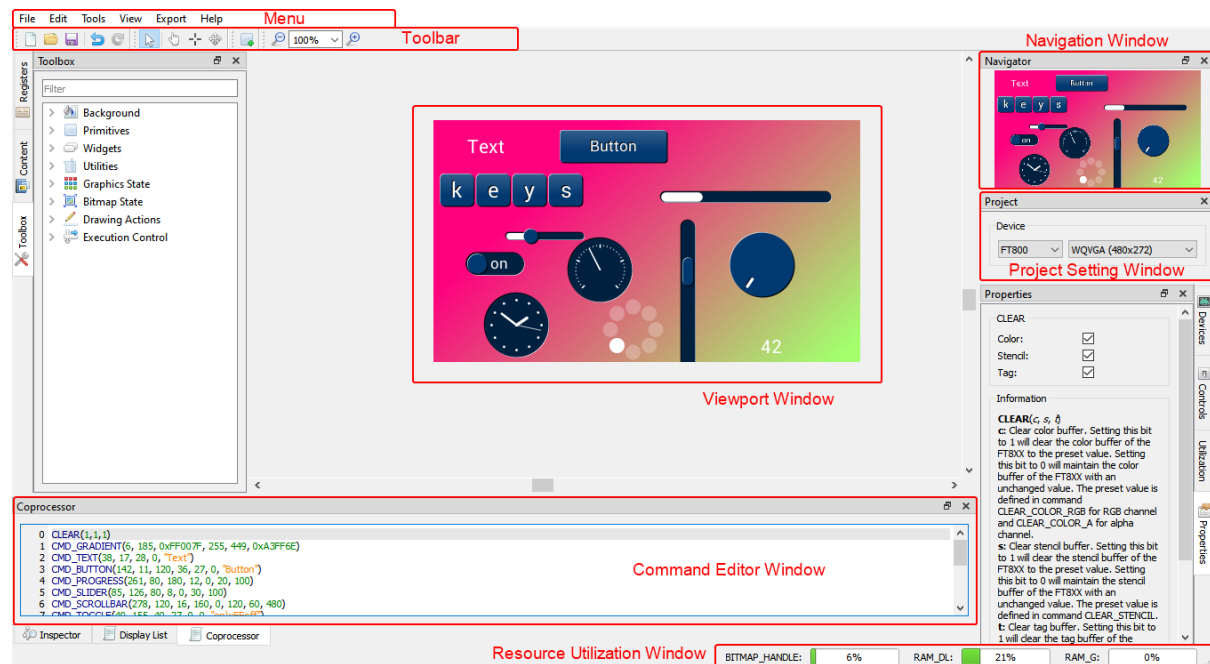 File Edit Tools View Export Help Menu
100% Toolbar
Navigation Window
Registers
Content
Toolbox
Toolbox
Filter
Background
Primitives
Widgets
Utilities
Graphics State
Bitmap State
Drawing Actions
Execution Control
Text Button
k e y s
on
42
Viewport Window
Navigator
Text Button
k e y s
on
42
Project
Device
FT800 WQVGA (480x272)
Project Setting Window
Properties
CLEAR
Color:
Stencil:
Tag:
Information
CLEAR(c, s, t)
c: Clear color buffer. Setting this bit
to 1 will clear the color buffer of the
FT8XX to the preset value. Setting
this bit to 0 will maintain the color
buffer of the FT8XX with an
unchanged value. The preset value is
defined in command
CLEAR_COLOR_RGB for RGB channel
and CLEAR_COLOR_A for alpha
channel.
s: Clear stencil buffer. Setting this bit
to 1 will clear the stencil buffer of the
FT8XX to the preset value. Setting
this bit to 0 will maintain the stencil
buffer of the FT8XX with an
unchanged value. The preset value is
defined in command CLEAR_STENCIL.
t: Clear tag buffer. Setting this bit to
1 will clear the tag buffer of the
Devices
Controls
Utilization
Properties
Coprocessor
0 CLEAR(1,1,1)
1 CMD_GRADIENT(6, 185, 0xFF007F, 255, 449, 0xA3FF6E)
2 CMD_TEXT(38, 17, 28, 0, "Text")
3 CMD_BUTTON(142, 11, 120, 36, 27, 0, "Button")
4 CMD_PROGRESS(261, 80, 180, 12, 0, 20, 100)
5 CMD_SLIDER(85, 126, 80, 8, 0, 30, 100)
6 CMD_SCROLLBAR(278, 120, 16, 160, 0, 120, 60, 480)
Command Editor Window
Inspector Display List Coprocessor
Resource Utilization Window
BITMAP_HANDLE: 6% RAM_DL: 21% RAM_G: 0%